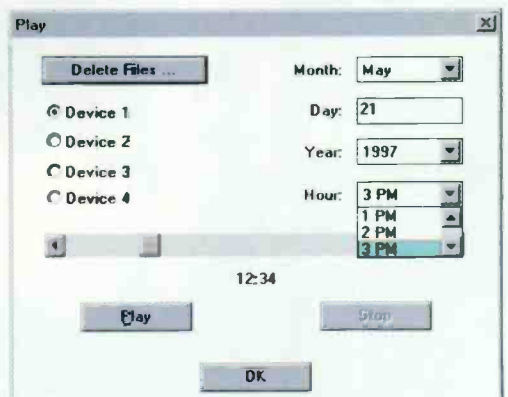 Play
Delete Files ...
Device 1
Device 2
Device 3
Device 4
Month: May
Day: 21
Year: 1997
Hour: 3 PM
1 PM
2 PM
3 PM
12:34
Play
Stop
OK